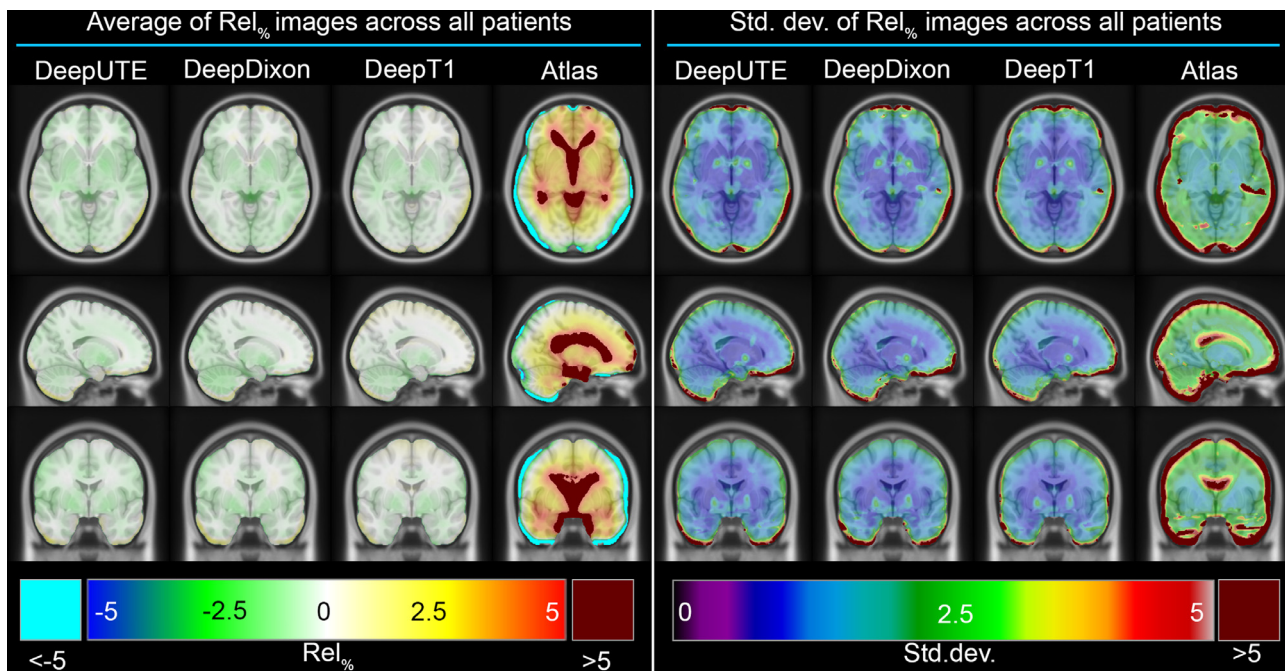 Average of Rel% images across all patients
DeepUTE DeepDixon DeepT1 Atlas
<-5
-5 -2.5 0 2.5 5
>5
Rel%
Std. dev. of Rel% images across all patients
DeepUTE DeepDixon DeepT1 Atlas
0 2.5 5
>5
Std.dev.